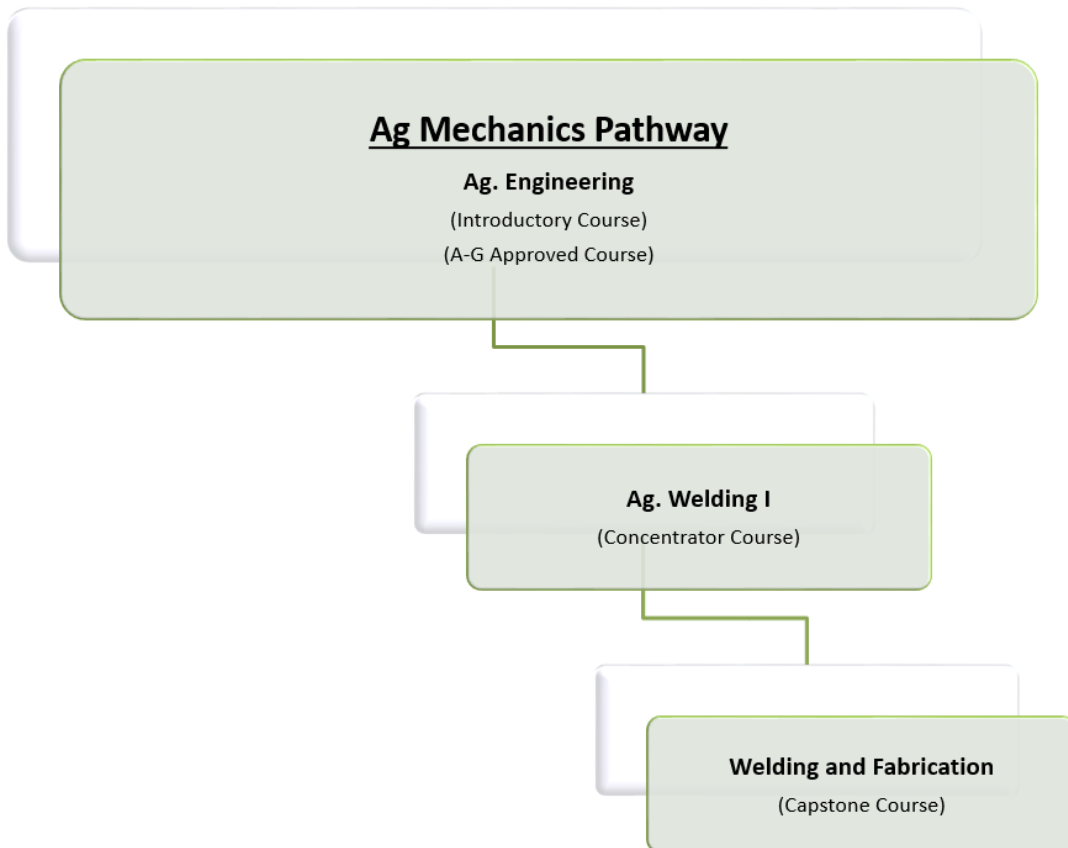 Ag Mechanics Pathway
Ag. Engineering
(Introductory Course)
(A-G Approved Course)
Ag. Welding I
(Concentrator Course)
Welding and Fabrication
(Capstone Course)